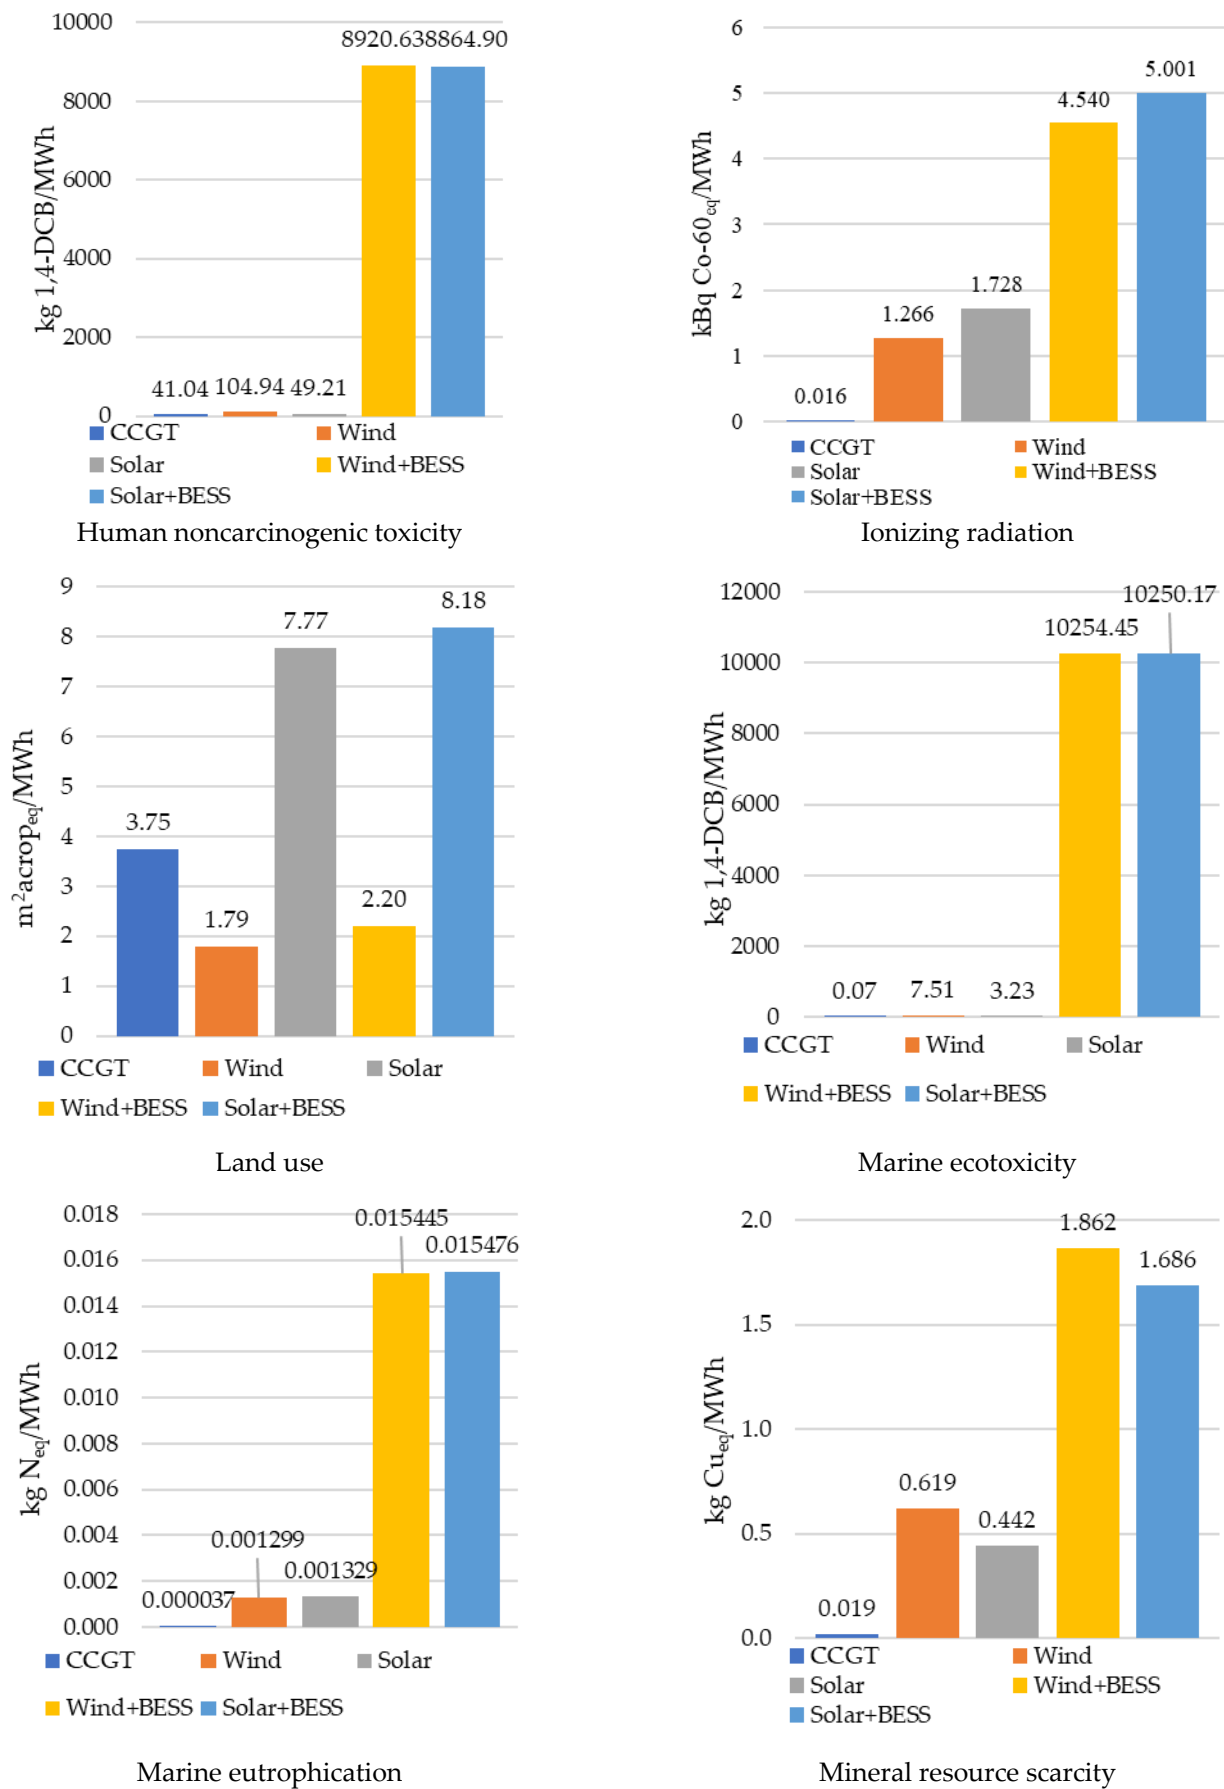 10000
8000
6000
4000
2000
0
kg 1,4-DCB/MWh
41.04
104.94
49.21
8920.63
8864.90
CCGT Wind
Solar Wind+BESS
Solar+BESS
Human noncarcinogenic toxicity
6
5
4
3
2
1
0
kBq Co-60eq/MWh
0.016
1.266
1.728
4.540
5.001
CCGT Wind
Solar Wind+BESS
Solar+BESS
Ionizing radiation
9
8
7
6
5
4
3
2
1
0
m²acropeq/MWh
3.75
1.79
7.77
2.20
8.18
CCGT Wind Solar
Wind+BESS Solar+BESS
Land use
12000
10000
8000
6000
4000
2000
0
kg 1,4-DCB/MWh
0.07
7.51
3.23
10254.45
10250.17
CCGT Wind Solar
Wind+BESS Solar+BESS
Marine ecotoxicity
0.018
0.016
0.014
0.012
0.010
0.008
0.006
0.004
0.002
0.000
kg Neq/MWh
0.000037
0.001299
0.001329
0.015445
0.015476
CCGT Wind Solar
Wind+BESS Solar+BESS
Marine eutrophication
2.0
1.5
1.0
0.5
0.0
kg Cueq/MWh
0.019
0.619
0.442
1.862
1.686
CCGT Wind
Solar Wind+BESS
Solar+BESS
Mineral resource scarcity